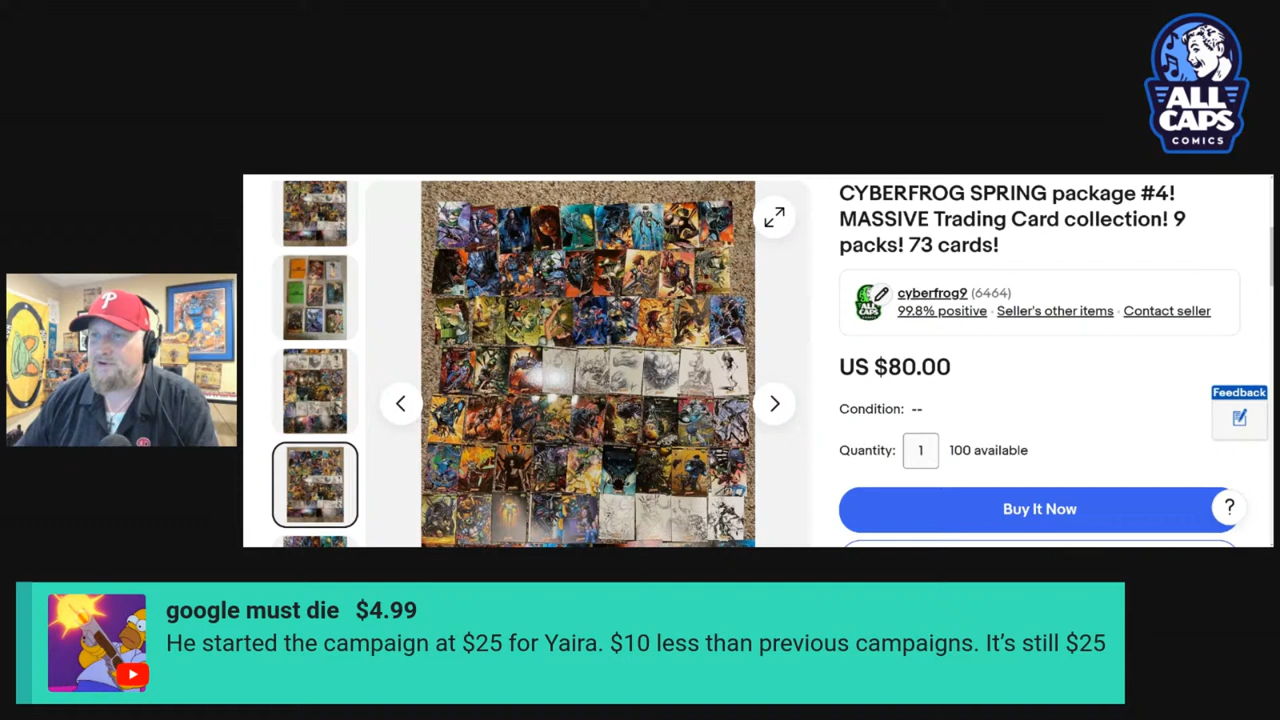 ALL
CAPS
COMICS
CYBERFROG SPRING package #4!
MASSIVE Trading Card collection! 9
packs! 73 cards!
cyberfrog9 (6464)
99.8% positive · Seller's other items · Contact seller
US $80.00
Feedback
Condition: --
Quantity: 1 100 available
Buy It Now
?
google must die $4.99
He started the campaign at $25 for Yaira. $10 less than previous campaigns. It's still $25